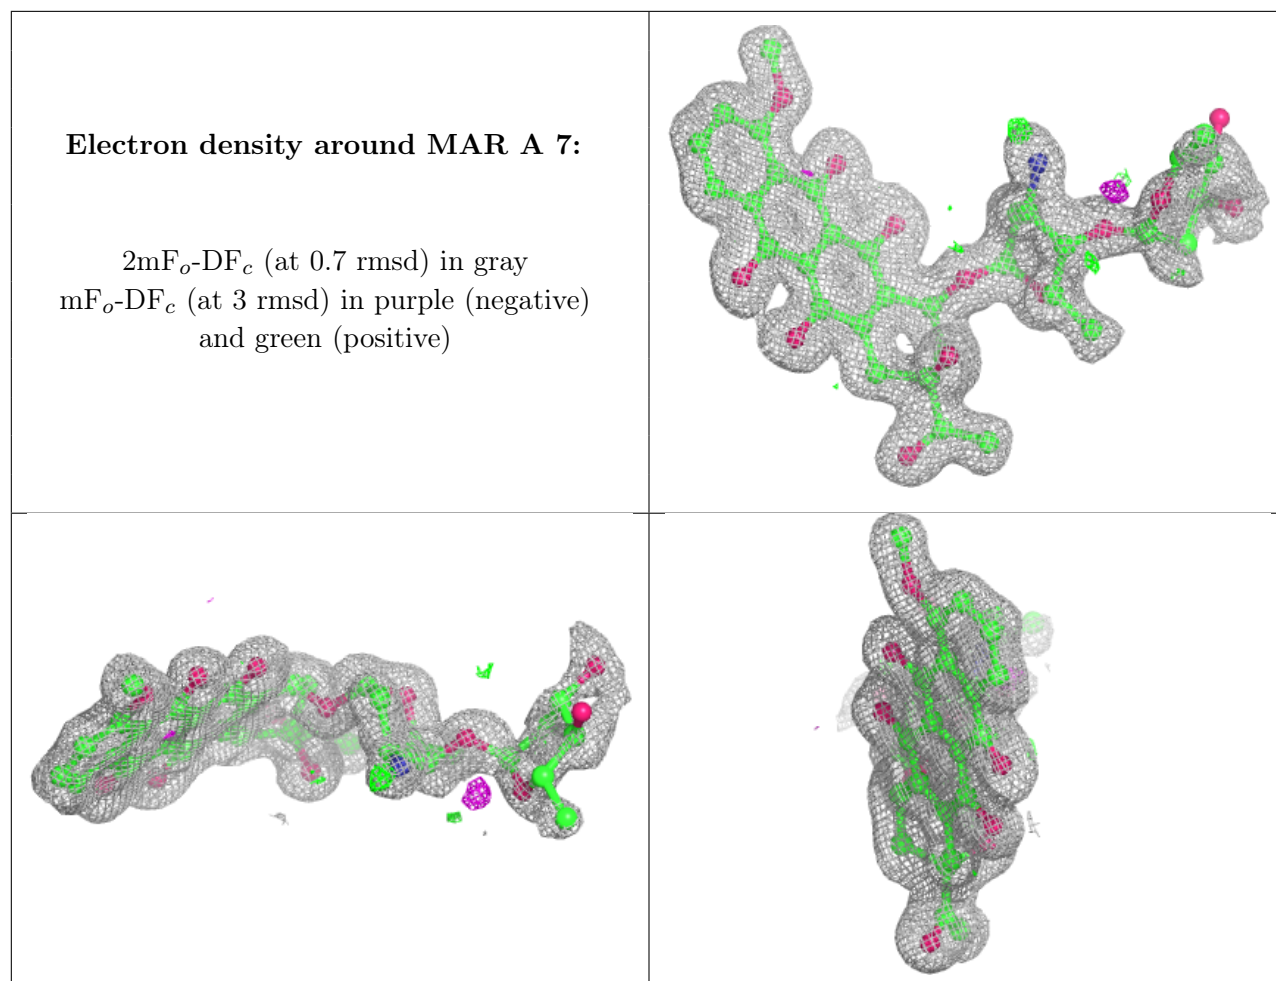 Electron density around MAR A 7:
2mFo-DFc (at 0.7 rmsd) in gray
mFo-DFc (at 3 rmsd) in purple (negative)
and green (positive)